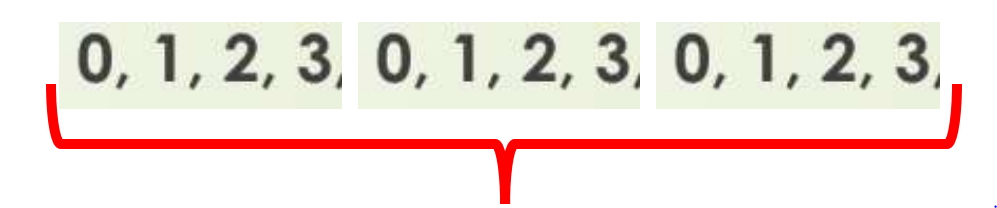 0, 1, 2, 3, 0, 1, 2, 3, 0, 1, 2, 3,